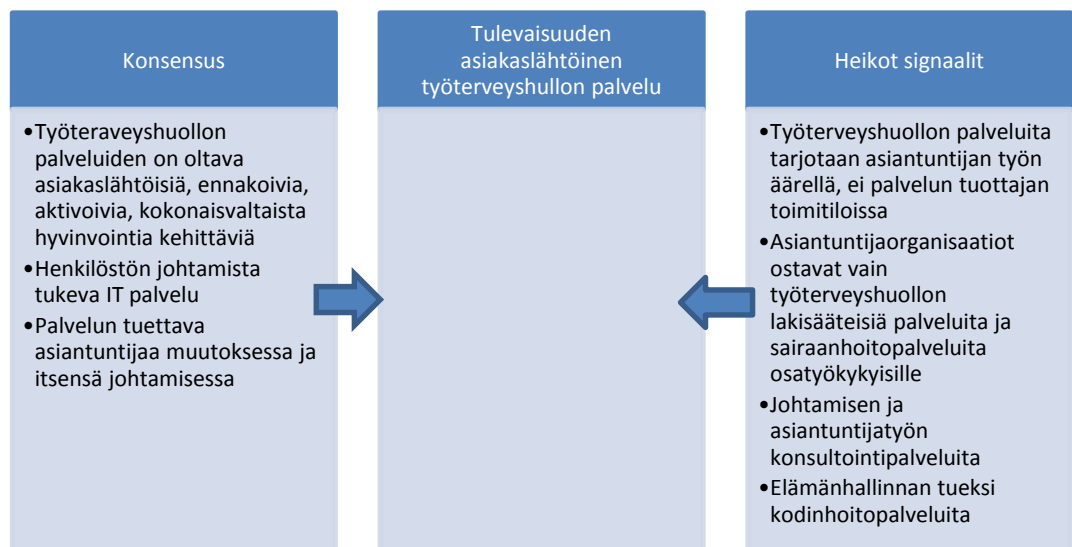 Konsensus
•Työteraveyshuollon
palveluiden on oltava
asiakaslähtöisiä, ennakoivia,
aktivoivia, kokonaisvaltaista
hyvinvointia kehittäviä
•Henkilöstön johtamista
tukeva IT palvelu
•Palvelun tuettava
asiantuntijaa muutoksessa ja
itsensä johtamisessa
Tulevaisuuden
asiakaslähtöinen
työterveyshullon palvelu
Heikot signaalit
•Työterveyshuollon palveluita
tarjotaan asiantuntijan työn
äärellä, ei palvelun tuottajan
toimitiloissa
•Asiantuntijaorganisaatiot
ostavat vain
työterveyshuollon
lakisääteisiä palveluita ja
sairaanhoitopalveluita
osatyökykyisille
•Johtamisen ja
asiantuntijatyön
konsultointipalveluita
•Elämänhallinnan tueksi
kodinhoitopalveluita